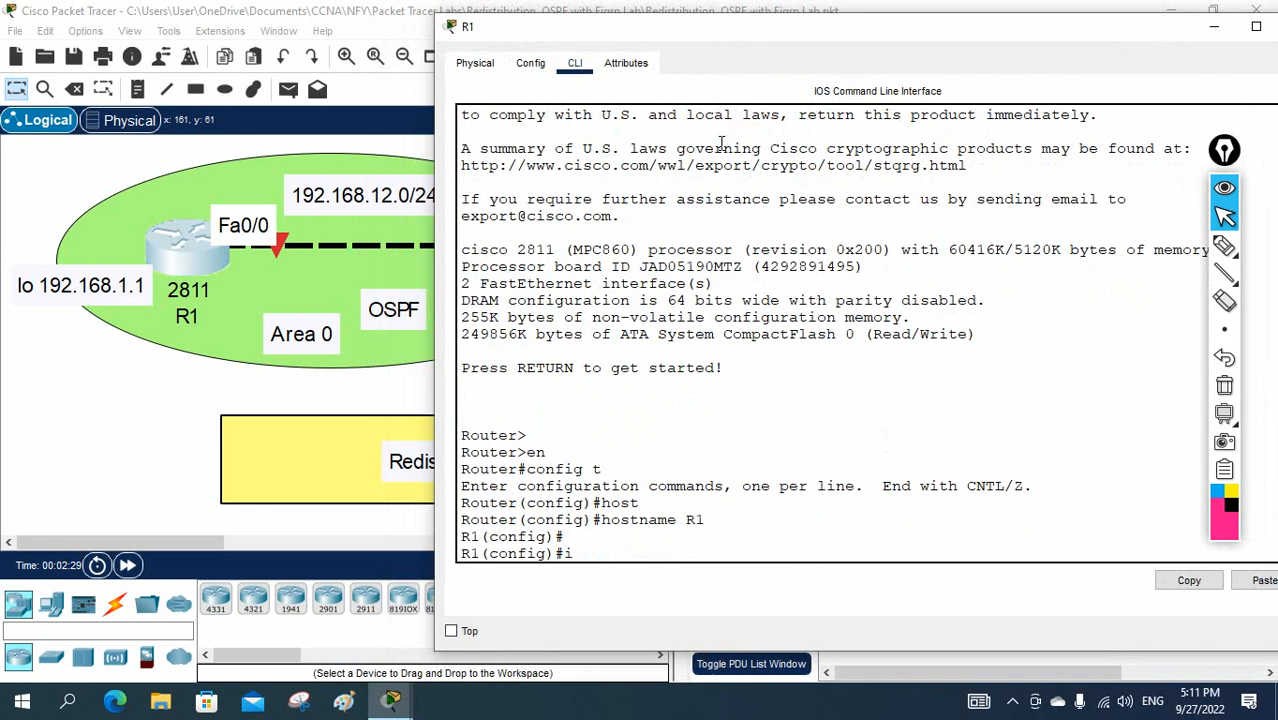 Cisco Packet Tracer - C:\Users\User\OneDrive\Documents\CCNA\NFY\Packet Tracer Labs\Redistribution OSPF with Eigrp Lab\Redistribution OSPF with Eigrp Lab.pkt
File Edit Options View Tools Extensions Window Help
Logical Physical x: 161, y: 61
192.168.12.0/24
Fa0/0
lo 192.168.1.1
2811
R1
OSPF
Area 0
Redis
Time: 00:02:29
4331 4321 1941 2901 2911 819IOX
(Select a Device to Drag and Drop to the Workspace)
R1
Physical Config CLI Attributes
IOS Command Line Interface
to comply with U.S. and local laws, return this product immediately.
A summary of U.S. laws governing Cisco cryptographic products may be found at:
http://www.cisco.com/wwl/export/crypto/tool/stqrg.html
If you require further assistance please contact us by sending email to
export@cisco.com.
cisco 2811 (MPC860) processor (revision 0x200) with 60416K/5120K bytes of memory
Processor board ID JAD05190MTZ (4292891495)
2 FastEthernet interface(s)
DRAM configuration is 64 bits wide with parity disabled.
255K bytes of non-volatile configuration memory.
249856K bytes of ATA System CompactFlash 0 (Read/Write)
Press RETURN to get started!
Router>
Router>en
Router#config t
Enter configuration commands, one per line.  End with CNTL/Z.
Router(config)#host
Router(config)#hostname R1
R1(config)#
R1(config)#i
Copy Paste
Top
Toggle PDU List Window
ENG
5:11 PM
9/27/2022